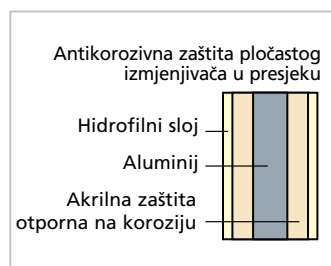 Antikorozivna zaštita pločastog
izmjenjivača u presjeku
Hidrofilni sloj
Aluminij
Akrilna zaštita
otporna na koroziju